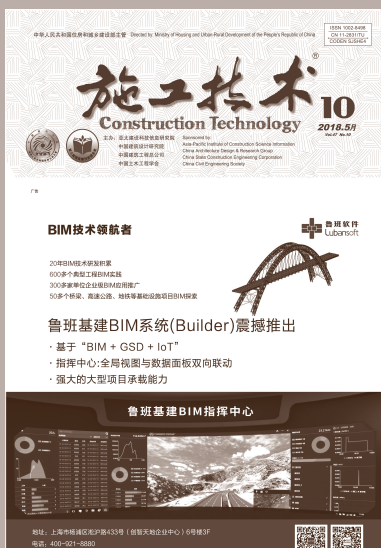 ISSN 1002-8498
CN 11-2831/TU
CODEN SJSHE4
中华人民共和国住房和城乡建设部主管 Directed by: Ministry of Housing and Urban-Rural Development of the People's Republic of China
施工技术®
Construction Technology
10
2018.5月
Vol.47 No.10
主办: 亚太建设科技信息研究院
中国建筑设计研究院
中国建筑工程总公司
中国土木工程学会
Sponsored by:
Asia-Pacific Institute of Construction Science Information
China Architecture Design & Research Group
China State Construction Engineering Corporation
China Civil Engineering Society
广告
BIM技术领航者
鲁班软件
Lubansoft
20年BIM技术研发积累
600多个典型工程BIM实践
300多家单位企业级BIM应用推广
50多个桥梁、高速公路、地铁等基础设施项目BIM探索
鲁班基建BIM系统(Builder)震撼推出
· 基于“BIM + GSD + IoT”
· 指挥中心:全局视图与数据面板双向联动
· 强大的大型项目承载能力
鲁班基建BIM指挥中心
地址: 上海市杨浦区淞沪路433号(创智天地企业中心)6号楼3F
电话: 400-921-8880